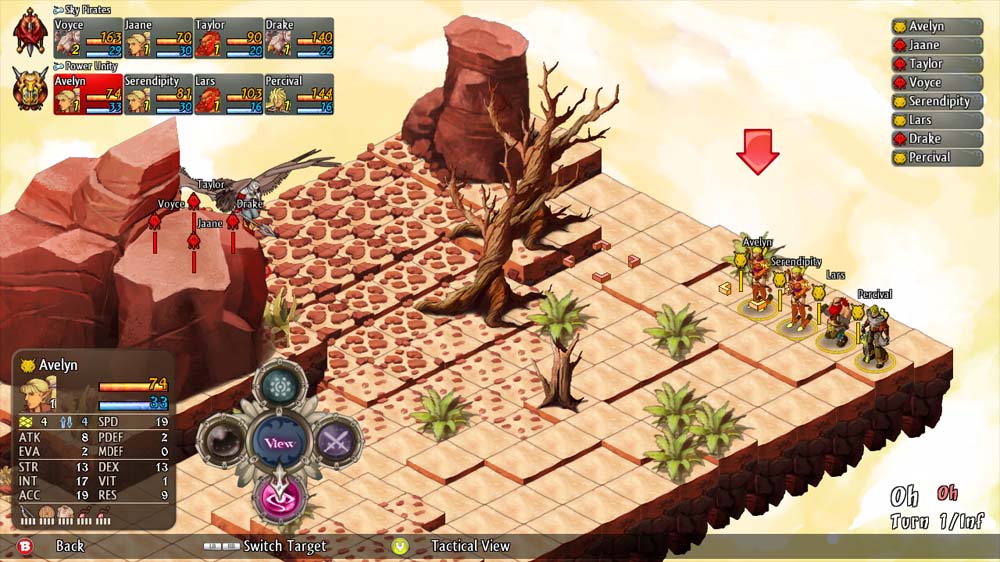 Sky Pirates
Voyce Jaane Taylor Drake
163 70 90 140
2 29 1 30 1 20 1 22
Power Unity
Avelyn Serendipity Lars Percival
74 81 103 144
1 33 1 30 1 16 1 16
Avelyn
Jaane
Taylor
Voyce
Serendipity
Lars
Drake
Percival
Taylor
Voyce Drake
Jaane
Avelyn
Serendipity
Lars
Percival
Avelyn
74
1 33
4 4 SPD 19
ATK 8 PDEF 2
EVA 2 MDEF 0
STR 13 DEX 13
INT 17 VIT 1
ACC 19 RES 9
View
0h 0h
Turn 1/Inf
B Back Switch Target Y Tactical View